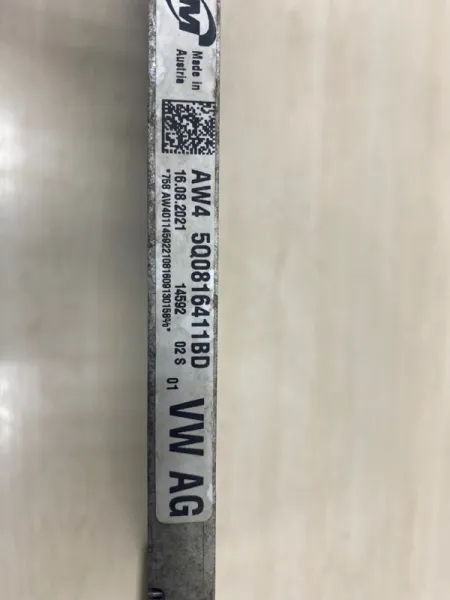 M
Made in
Austria
AW4 5Q0816411BD
16.08.2021 14592 02 S
01
VW AG